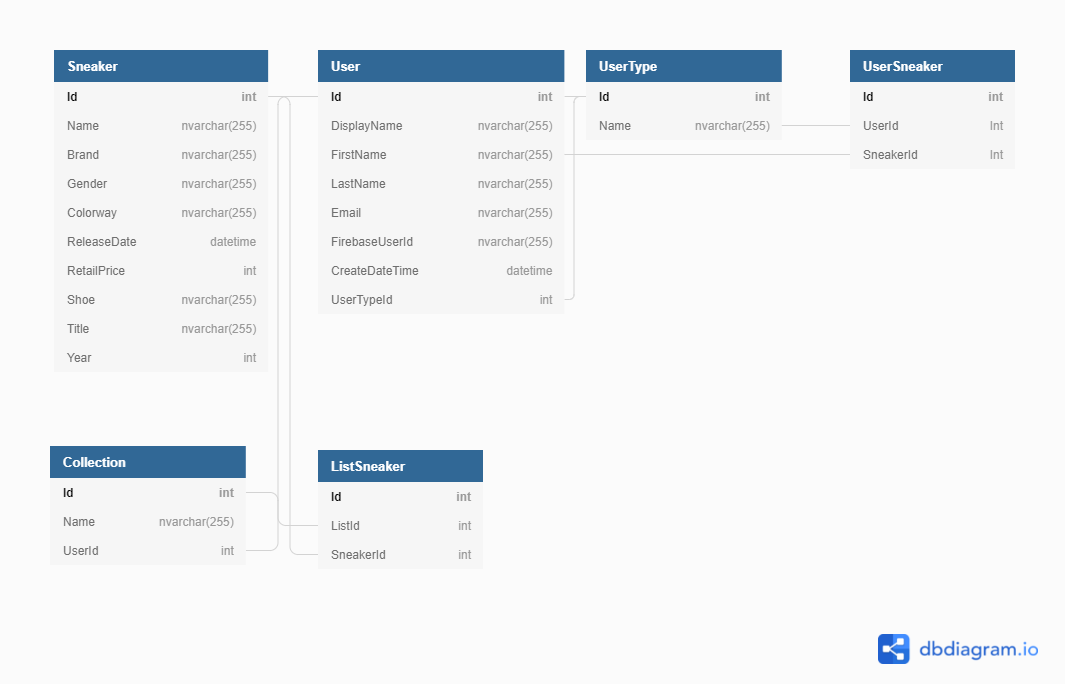 Sneaker
Id int
Name nvarchar(255)
Brand nvarchar(255)
Gender nvarchar(255)
Colorway nvarchar(255)
ReleaseDate datetime
RetailPrice int
Shoe nvarchar(255)
Title nvarchar(255)
Year int
User
Id int
DisplayName nvarchar(255)
FirstName nvarchar(255)
LastName nvarchar(255)
Email nvarchar(255)
FirebaseUserId nvarchar(255)
CreateDateTime datetime
UserTypeId int
UserType
Id int
Name nvarchar(255)
UserSneaker
Id int
UserId Int
SneakerId Int
Collection
Id int
Name nvarchar(255)
UserId int
ListSneaker
Id int
ListId int
SneakerId int
dbdiagram.io